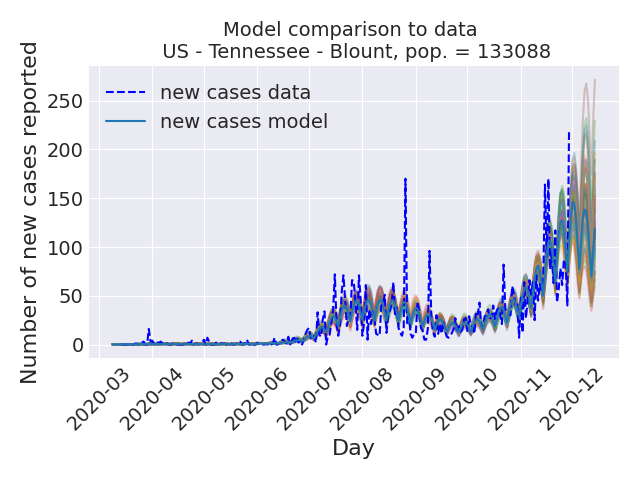 Model comparison to data
US - Tennessee - Blount, pop. = 133088
Number of new cases reported
250
200
150
100
50
0
new cases data
new cases model
2020-03
2020-04
2020-05
2020-06
2020-07
2020-08
2020-09
2020-10
2020-11
2020-12
Day